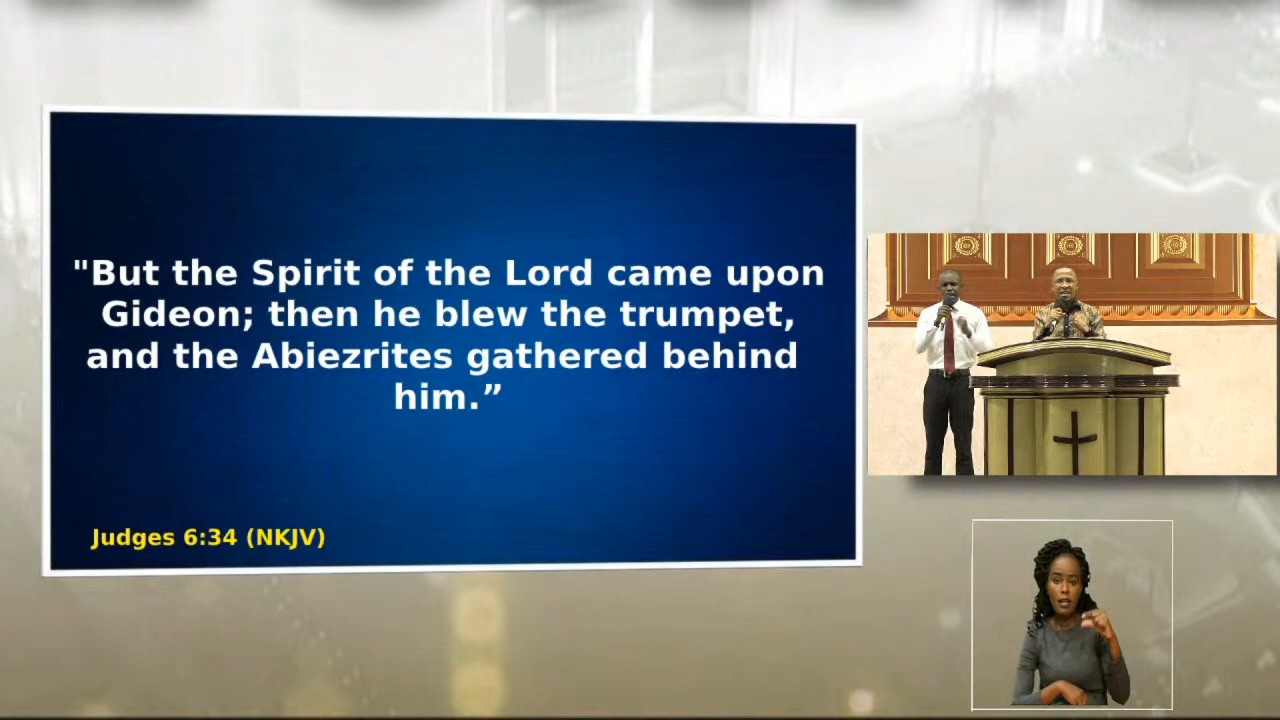 "But the Spirit of the Lord came upon
Gideon; then he blew the trumpet,
and the Abiezrites gathered behind
him.”
Judges 6:34 (NKJV)